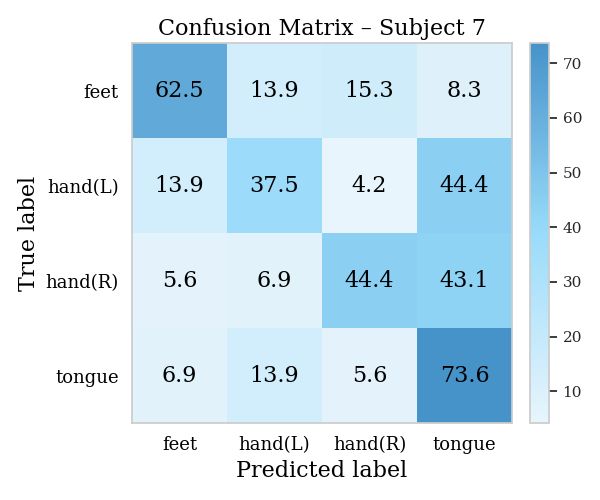 Confusion Matrix – Subject 7
feet 62.5 13.9 15.3 8.3
hand(L) 13.9 37.5 4.2 44.4
hand(R) 5.6 6.9 44.4 43.1
tongue 6.9 13.9 5.6 73.6
feet hand(L) hand(R) tongue
Predicted label
True label
70
60
50
40
30
20
10